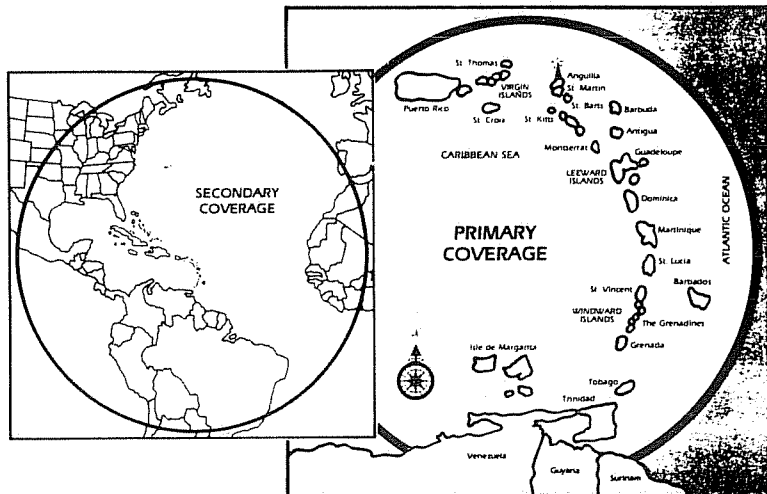 SECONDARY
COVERAGE
St. Thomas
VIRGIN
ISLANDS
Puerto Rico
St. Croix
Anguilla
St. Martin
St. Barts
St. Kitts
Barbuda
Antigua
Montserrat
Guadeloupe
CARIBBEAN SEA
LEEWARD
ISLANDS
Dominica
ATLANTIC OCEAN
PRIMARY
COVERAGE
Martinique
St. Lucia
Barbados
St. Vincent
WINDWARD
ISLANDS
The Grenadines
Isle de Margarita
Grenada
Tobago
Trinidad
Venezuela
Guyana
Surinam